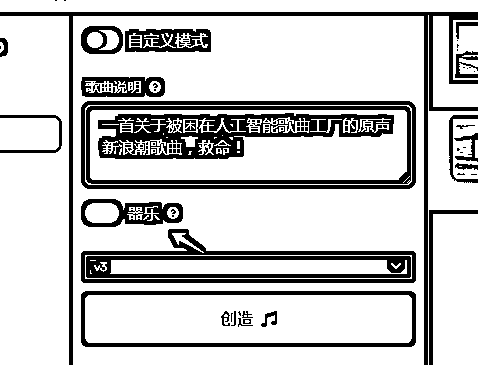 自定义模式
歌曲说明 ?
一首关于被困在人工智能歌曲工厂的原声
新浪潮歌曲，救命！
器乐 ?
v3
创造